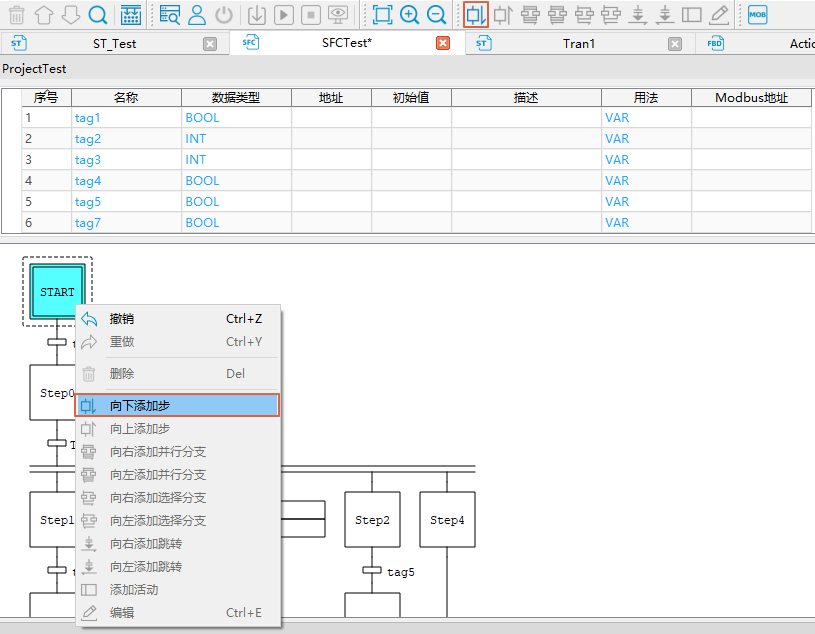 MOB
ST ST_Test SFC SFCTest* ST Tran1 FBD Actic
ProjectTest
序号 名称 数据类型 地址 初始值 描述 用法 Modbus地址
1 tag1 BOOL VAR
2 tag2 INT VAR
3 tag3 INT VAR
4 tag4 BOOL VAR
5 tag5 BOOL VAR
6 tag7 BOOL VAR
START
撤销 Ctrl+Z
重做 Ctrl+Y
删除 Del
Step0
向下添加步
向上添加步
T
向右添加并行分支
向左添加并行分支
向右添加选择分支
向左添加选择分支
Step1 Step2 Step4
向右添加跳转
向左添加跳转
tag5
添加活动
编辑 Ctrl+E